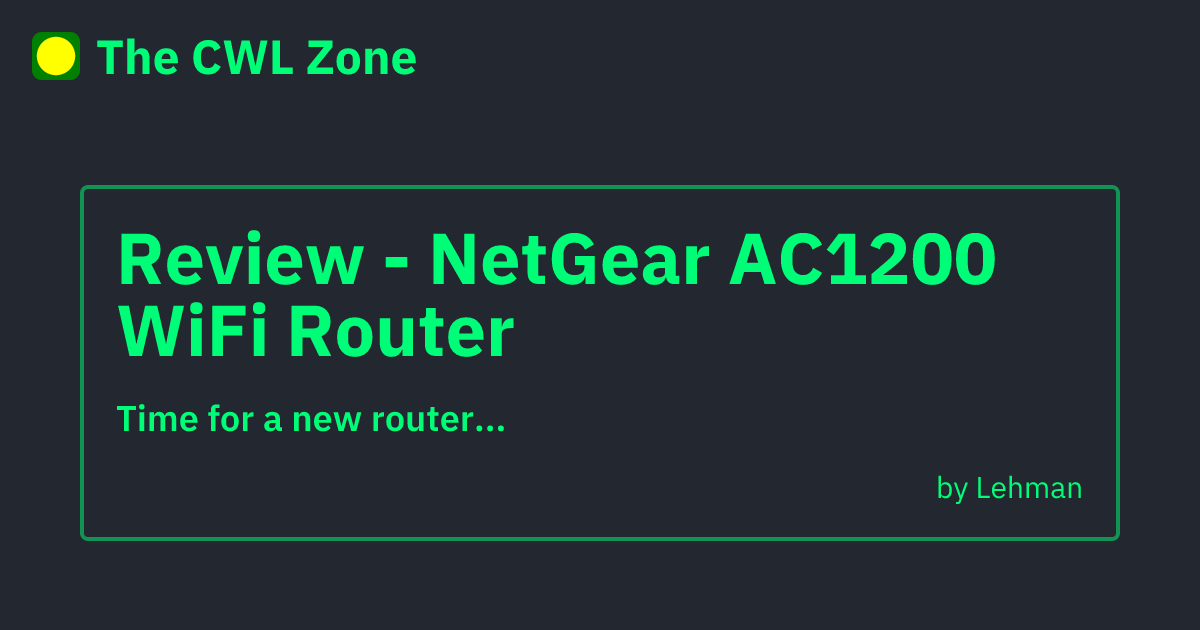 The CWL Zone
Review - NetGear AC1200
WiFi Router
Time for a new router...
by Lehman